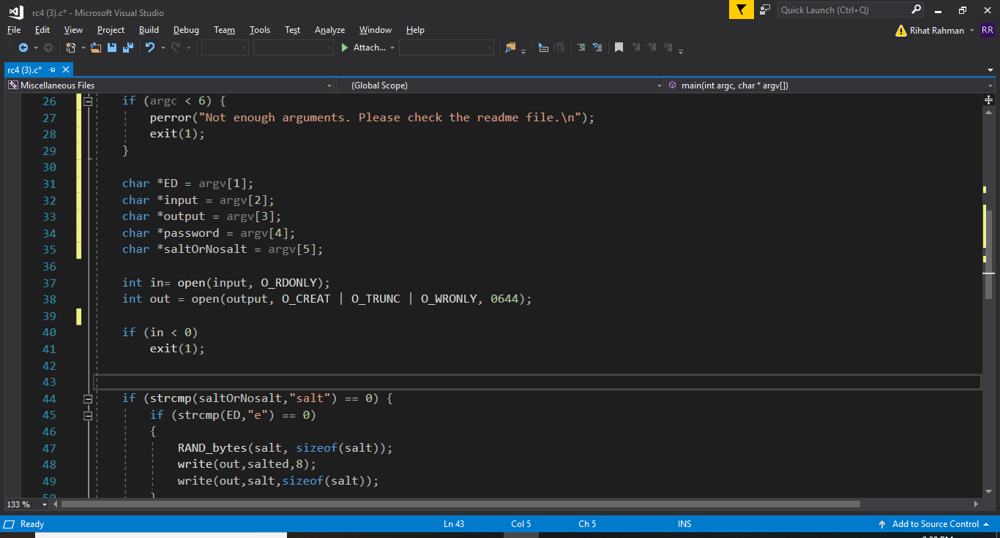 rc4 (3).c* - Microsoft Visual Studio
Quick Launch (Ctrl+Q)
File Edit View Project Build Debug Team Tools Test Analyze Window Help
Rihat Rahman RR
Attach...
rc4 (3).c*
Miscellaneous Files (Global Scope) main(int argc, char * argv[])
26 if (argc < 6) {
27 perror("Not enough arguments. Please check the readme file.\n");
28 exit(1);
29 }
30
31 char *ED = argv[1];
32 char *input = argv[2];
33 char *output = argv[3];
34 char *password = argv[4];
35 char *saltOrNosalt = argv[5];
36
37 int in= open(input, O_RDONLY);
38 int out = open(output, O_CREAT | O_TRUNC | O_WRONLY, 0644);
39
40 if (in < 0)
41 exit(1);
42
43
44 if (strcmp(saltOrNosalt,"salt") == 0) {
45 if (strcmp(ED,"e") == 0)
46 {
47 RAND_bytes(salt, sizeof(salt));
48 write(out,salted,8);
49 write(out,salt,sizeof(salt));
50 }
133 %
Ready Ln 43 Col 5 Ch 5 INS Add to Source Control